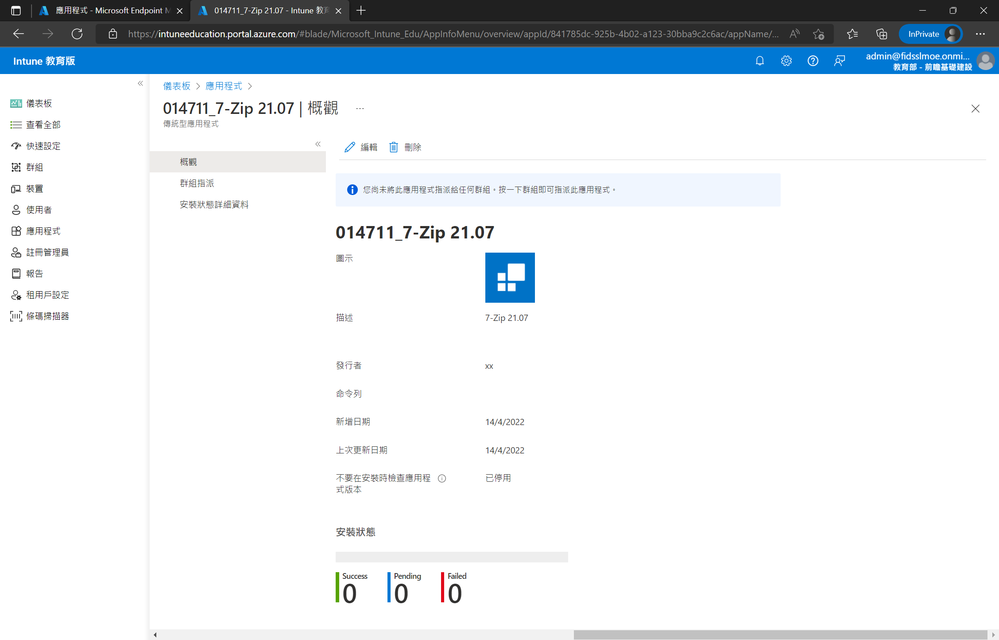 應用程式 - Microsoft Endpoint M
014711_7-Zip 21.07 - Intune 教育
https://intuneeducation.portal.azure.com/#blade/Microsoft_Intune_Edu/AppInfoMenu/overview/appId/841785dc-925b-4b02-a123-30bba9c2c6ac/appName/...
InPrivate
Intune 教育版
admin@fidsslmoe.onmi...
教育部 - 前瞻基礎建設
儀表板
查看全部
快速設定
群組
裝置
使用者
應用程式
註冊管理員
報告
租用戶設定
條碼掃描器
儀表板 > 應用程式 >
014711_7-Zip 21.07 | 概觀 ...
傳統型應用程式
概觀
群組指派
安裝狀態詳細資料
編輯 刪除
您尚未將此應用程式指派給任何群組。按一下群組即可指派此應用程式。
014711_7-Zip 21.07
圖示
描述 7-Zip 21.07
發行者 xx
命令列
新增日期 14/4/2022
上次更新日期 14/4/2022
不要在安裝時檢查應用程 已停用
式版本
安裝狀態
Success Pending Failed
0 0 0